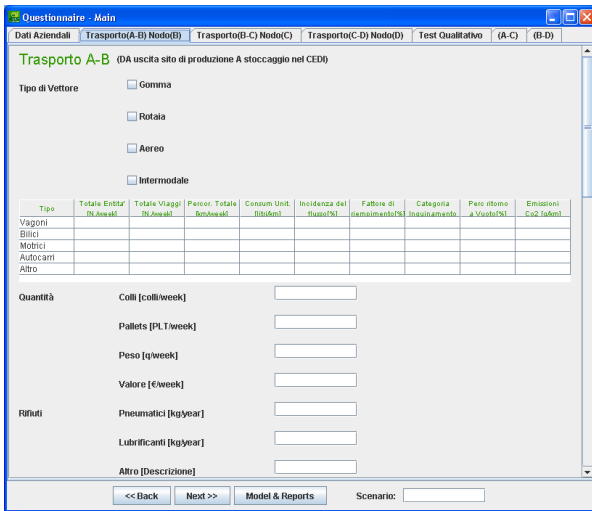 Questionnaire - Main
Dati Aziendali Trasporto(A-B) Nodo(B) Trasporto(B-C) Nodo(C) Trasporto(C-D) Nodo(D) Test Qualitativo (A-C) (B-D)
Trasporto A-B (DA uscita sito di produzione A stoccaggio nel CEDI)
Tipo di Vettore Gomma
Rotaia
Aereo
Intermodale
Totale Entita' Totale Viaggi Percor. Totale Consum Unit. Incidenza del Fattore di Categoria Perc ritorno Emissioni
Tipo [N./week] [N./week] [km/week] [litri/km] flusso[%] riempimento[%] Inquinamento a Vuoto[%] Co2 [g/km]
Vagoni
Bilici
Motrici
Autocarri
Altro
Quantità Colli [colli/week]
Pallets [PLT/week]
Peso [q/week]
Valore [€/week]
Rifiuti Pneumatici [kg/year]
Lubrificanti [kg/year]
Altro [Descrizione]
<< Back Next >> Model & Reports Scenario: